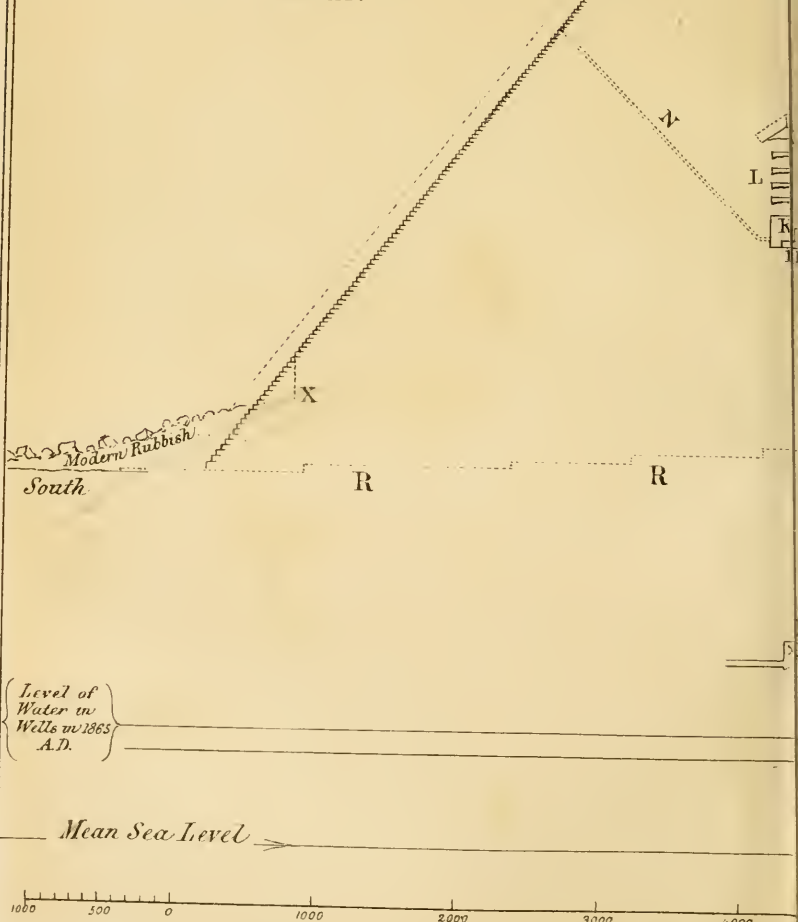 N
L
K
X
Modern Rubbish
South
R
R
Level of
Water in
Wells in 1865
A.D.
Mean Sea Level
1000 500 0 1000 2000 3000